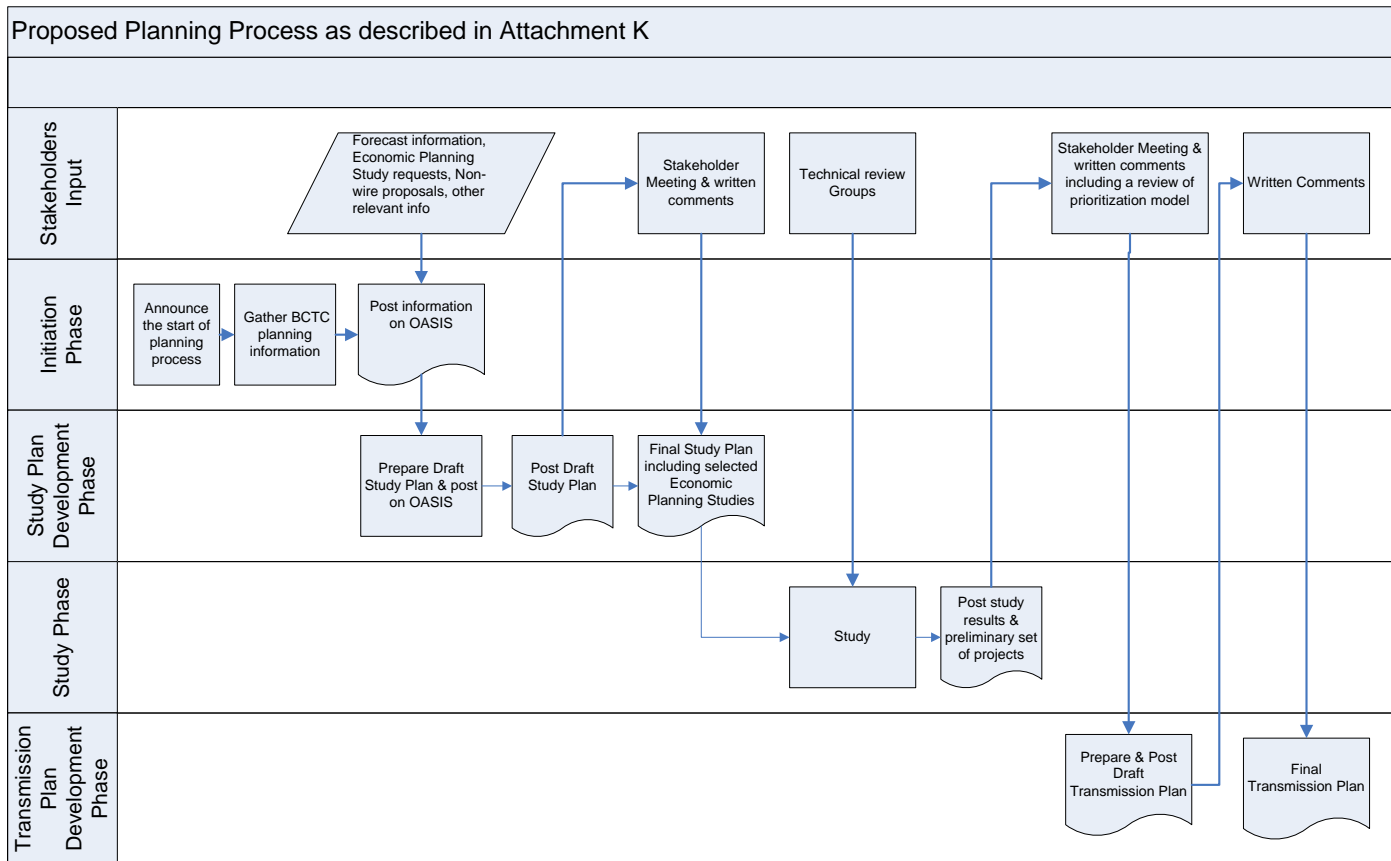 Proposed Planning Process as described in Attachment K
Stakeholders
Input
Forecast information,
Economic Planning
Study requests, Non-
wire proposals, other
relevant info
Stakeholder
Meeting & written
comments
Technical review
Groups
Stakeholder Meeting &
written comments
including a review of
prioritization model
Written Comments
Initiation
Phase
Announce
the start of
planning
process
Gather BCTC
planning
information
Post information
on OASIS
Study Plan
Development
Phase
Prepare Draft
Study Plan & post
on OASIS
Post Draft
Study Plan
Final Study Plan
including selected
Economic
Planning Studies
Study Phase
Study
Post study
results &
preliminary set
of projects
Transmission
Plan
Development
Phase
Prepare & Post
Draft
Transmission Plan
Final
Transmission Plan